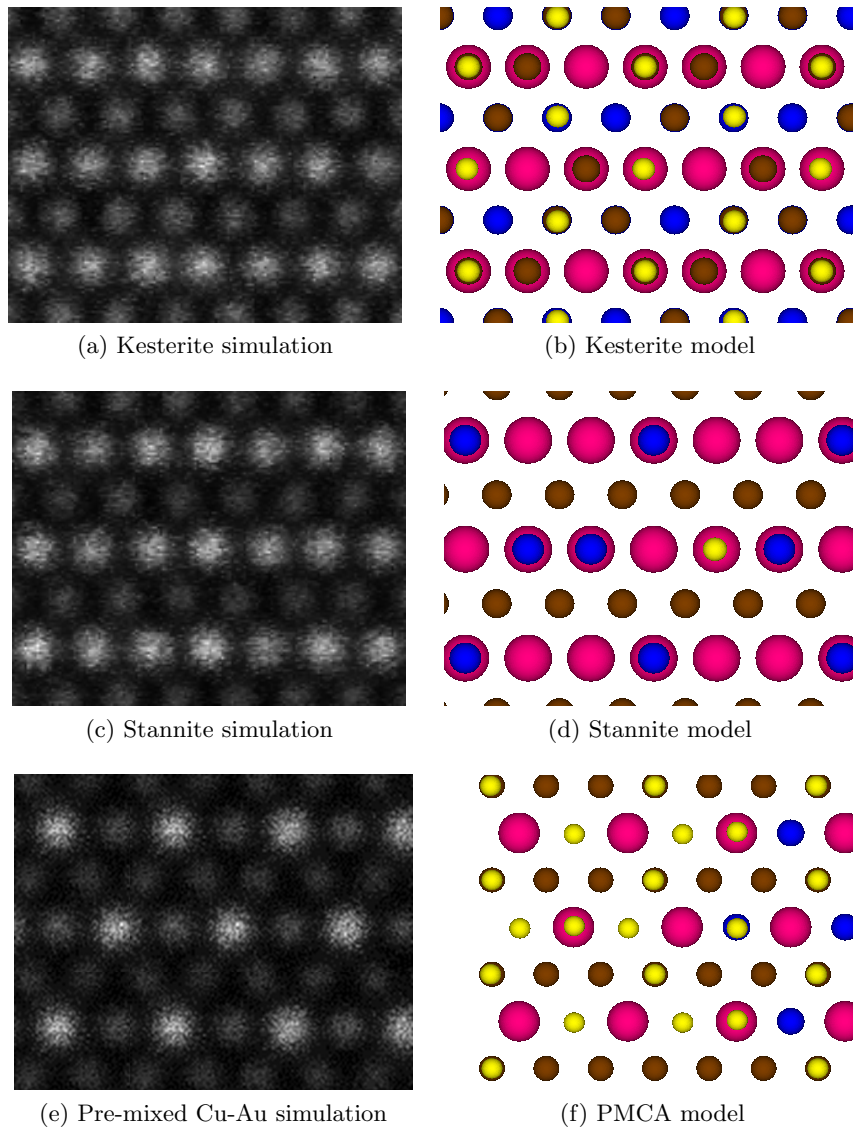 (a) Kesterite simulation
(b) Kesterite model
(c) Stannite simulation
(d) Stannite model
(e) Pre-mixed Cu-Au simulation
(f) PMCA model